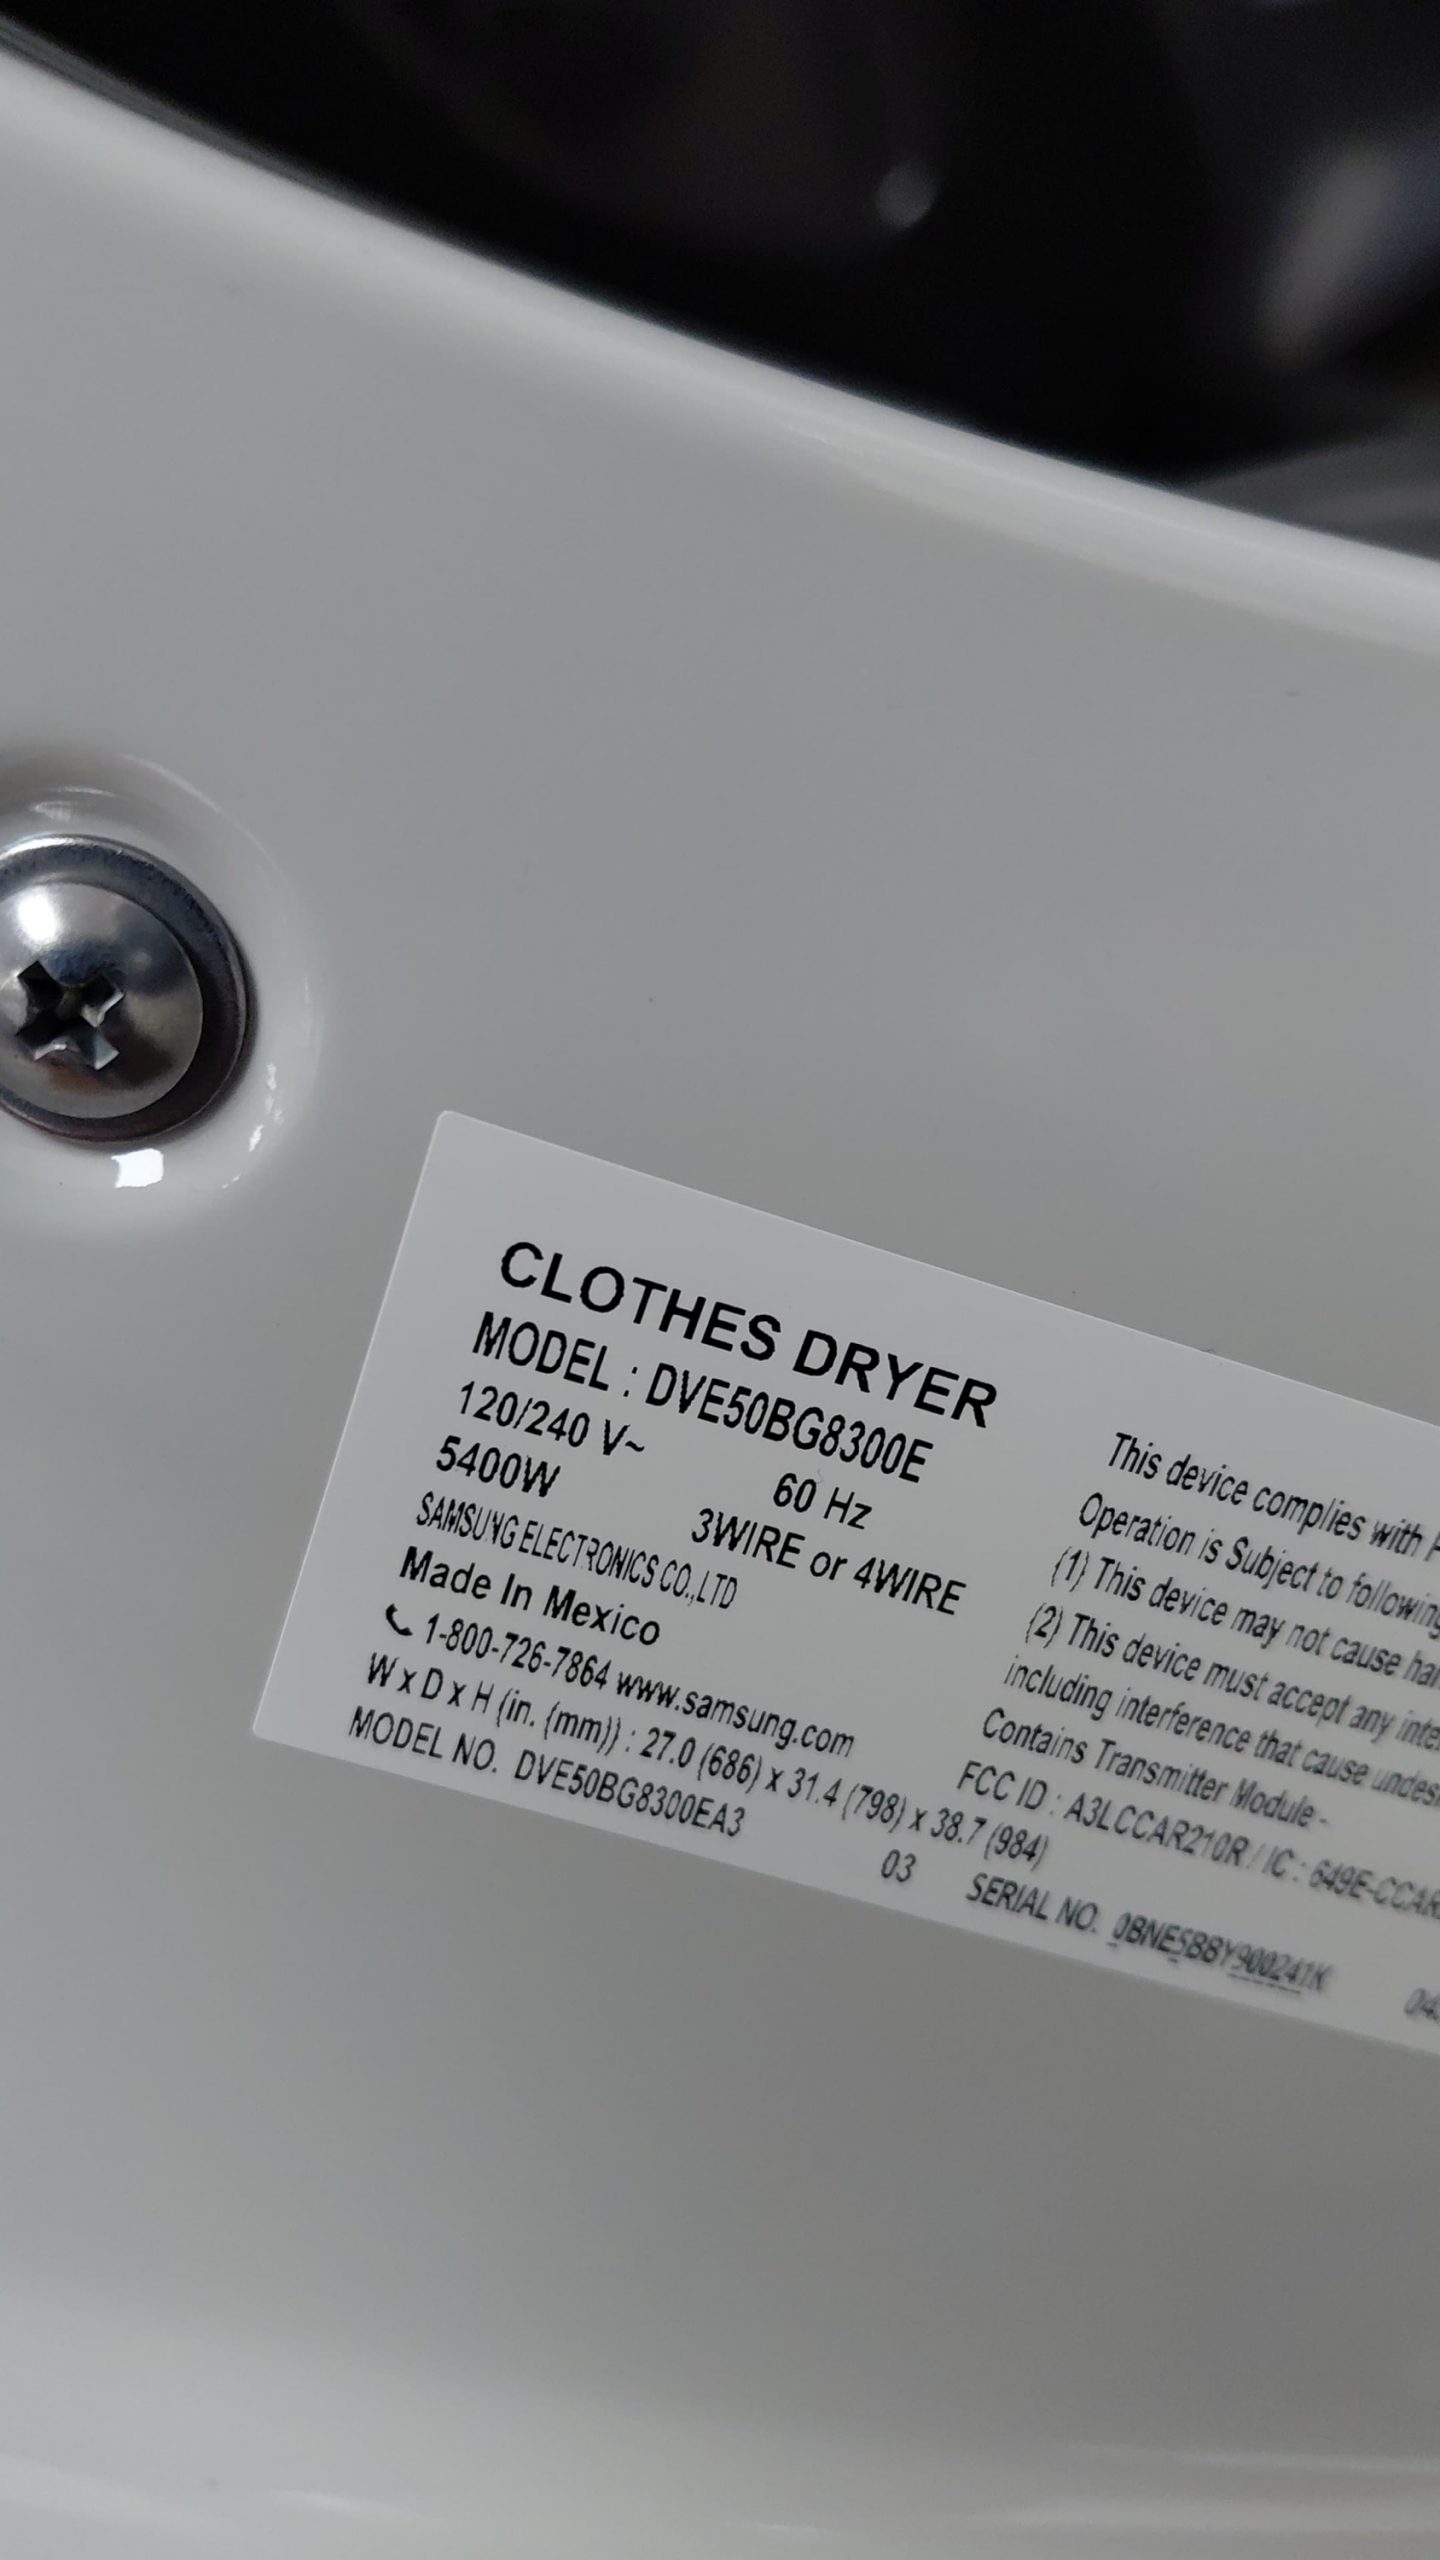 CLOTHES DRYER
MODEL : DVE50BG8300E
120/240 V~ 60 Hz
5400W 3WIRE or 4WIRE
SAMSUNG ELECTRONICS CO.,LTD
Made In Mexico
1-800-726-7864 www.samsung.com
W x D x H (in. (mm)) : 27.0 (686) x 31.4 (798) x 38.7 (984)
MODEL NO. DVE50BG8300EA3 03 SERIAL NO. 0BNE5BBY900241K
This device complies with
Operation is Subject to following
(1) This device may not cause
(2) This device must accept any
including interference that cause
Contains Transmitter Module -
FCC ID : A3LCCAR210R / IC : 649E-CCAR